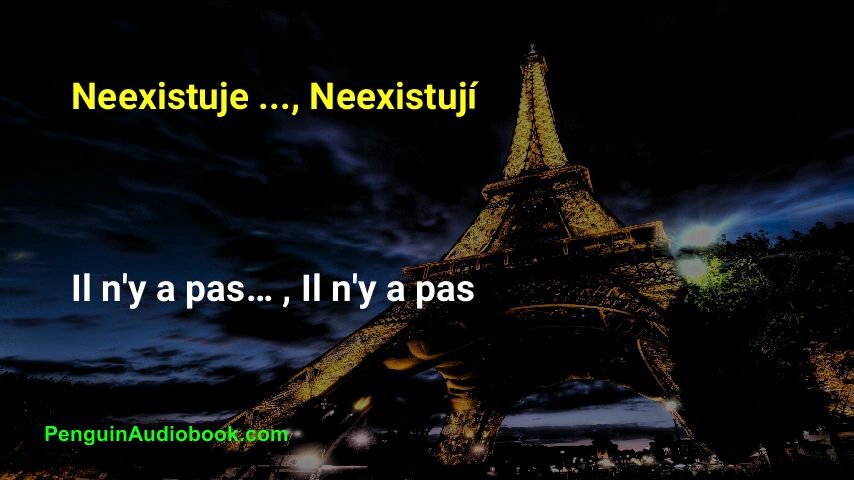 Neexistuje ..., Neexistují
Il n'y a pas… , Il n'y a pas
PenguinAudiobook.com